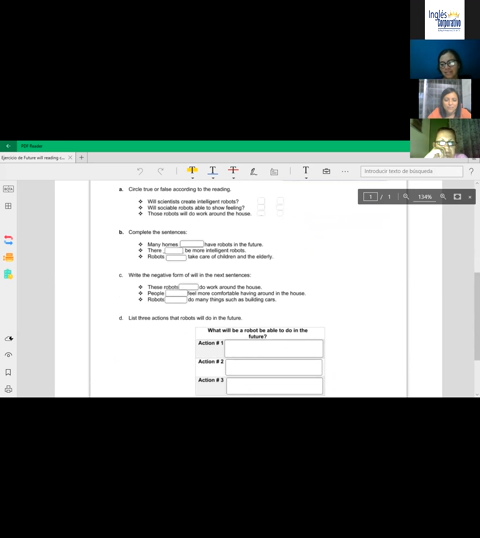 Inglés
Corporativo
PDF Reader
Ejercicio de Future will reading c...
Introducir texto de búsqueda
1 / 1
134%
a. Circle true or false according to the reading.
Will scientists create intelligent robots?
Will sociable robots able to show feeling?
Those robots will do work around the house.
b. Complete the sentences:
Many homes have robots in the future.
There be more intelligent robots.
Robots take care of children and the elderly.
c. Write the negative form of will in the next sentences:
These robots do work around the house.
People feel more comfortable having around in the house.
Robots do many things such as building cars.
d. List three actions that robots will do in the future.
What will be a robot be able to do in the
future?
Action # 1
Action # 2
Action # 3